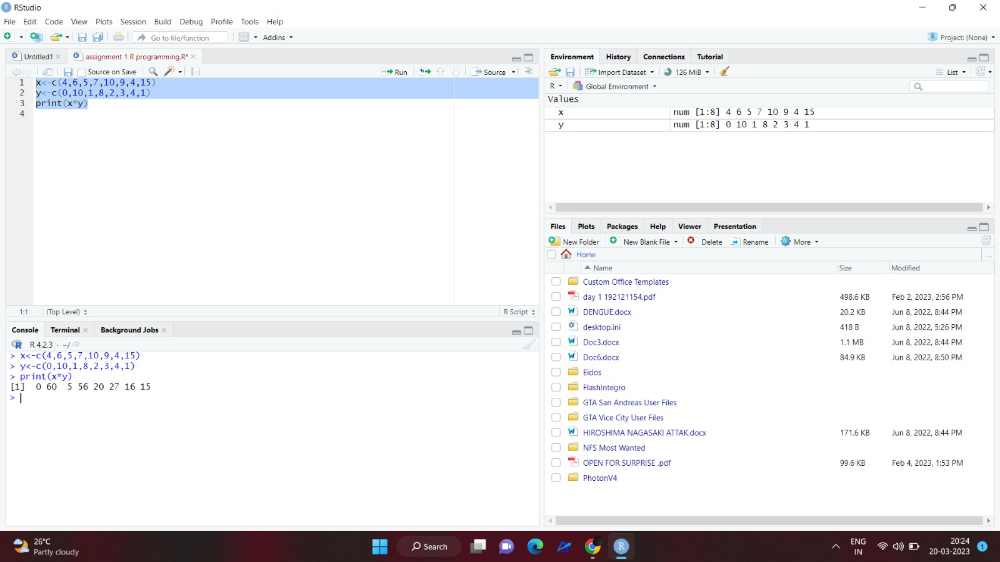 RStudio
File Edit Code View Plots Session Build Debug Profile Tools Help
Go to file/function Addins Project: (None)
Untitled1 assignment 1 R programming.R*
Source on Save Run Source
1 x<-c(4,6,5,7,10,9,4,15)
2 y<-c(0,10,1,8,2,3,4,1)
3 print(x*y)
4
1:1 (Top Level) R Script
Console Terminal Background Jobs
R 4.2.3 · ~/
> x<-c(4,6,5,7,10,9,4,15)
> y<-c(0,10,1,8,2,3,4,1)
> print(x*y)
[1]  0 60  5 56 20 27 16 15
>
Environment History Connections Tutorial
Import Dataset 126 MiB List
R Global Environment
Values
x num [1:8] 4 6 5 7 10 9 4 15
y num [1:8] 0 10 1 8 2 3 4 1
Files Plots Packages Help Viewer Presentation
New Folder New Blank File Delete Rename More
Home ...
Name Size Modified
Custom Office Templates
day 1 192121154.pdf 498.6 KB Feb 2, 2023, 2:56 PM
DENGUE.docx 20.2 KB Jun 8, 2022, 8:44 PM
desktop.ini 418 B Jun 8, 2022, 5:26 PM
Doc3.docx 1.1 MB Jun 8, 2022, 8:44 PM
Doc6.docx 84.9 KB Jun 8, 2022, 8:50 PM
Eidos
FlashIntegro
GTA San Andreas User Files
GTA Vice City User Files
HIROSHIMA NAGASAKI ATTAK.docx 171.6 KB Jun 8, 2022, 8:44 PM
NFS Most Wanted
OPEN FOR SURPRISE .pdf 99.6 KB Feb 4, 2023, 1:53 PM
PhotonV4
26°C
Partly cloudy
Search
ENG
IN
20:24
20-03-2023
1